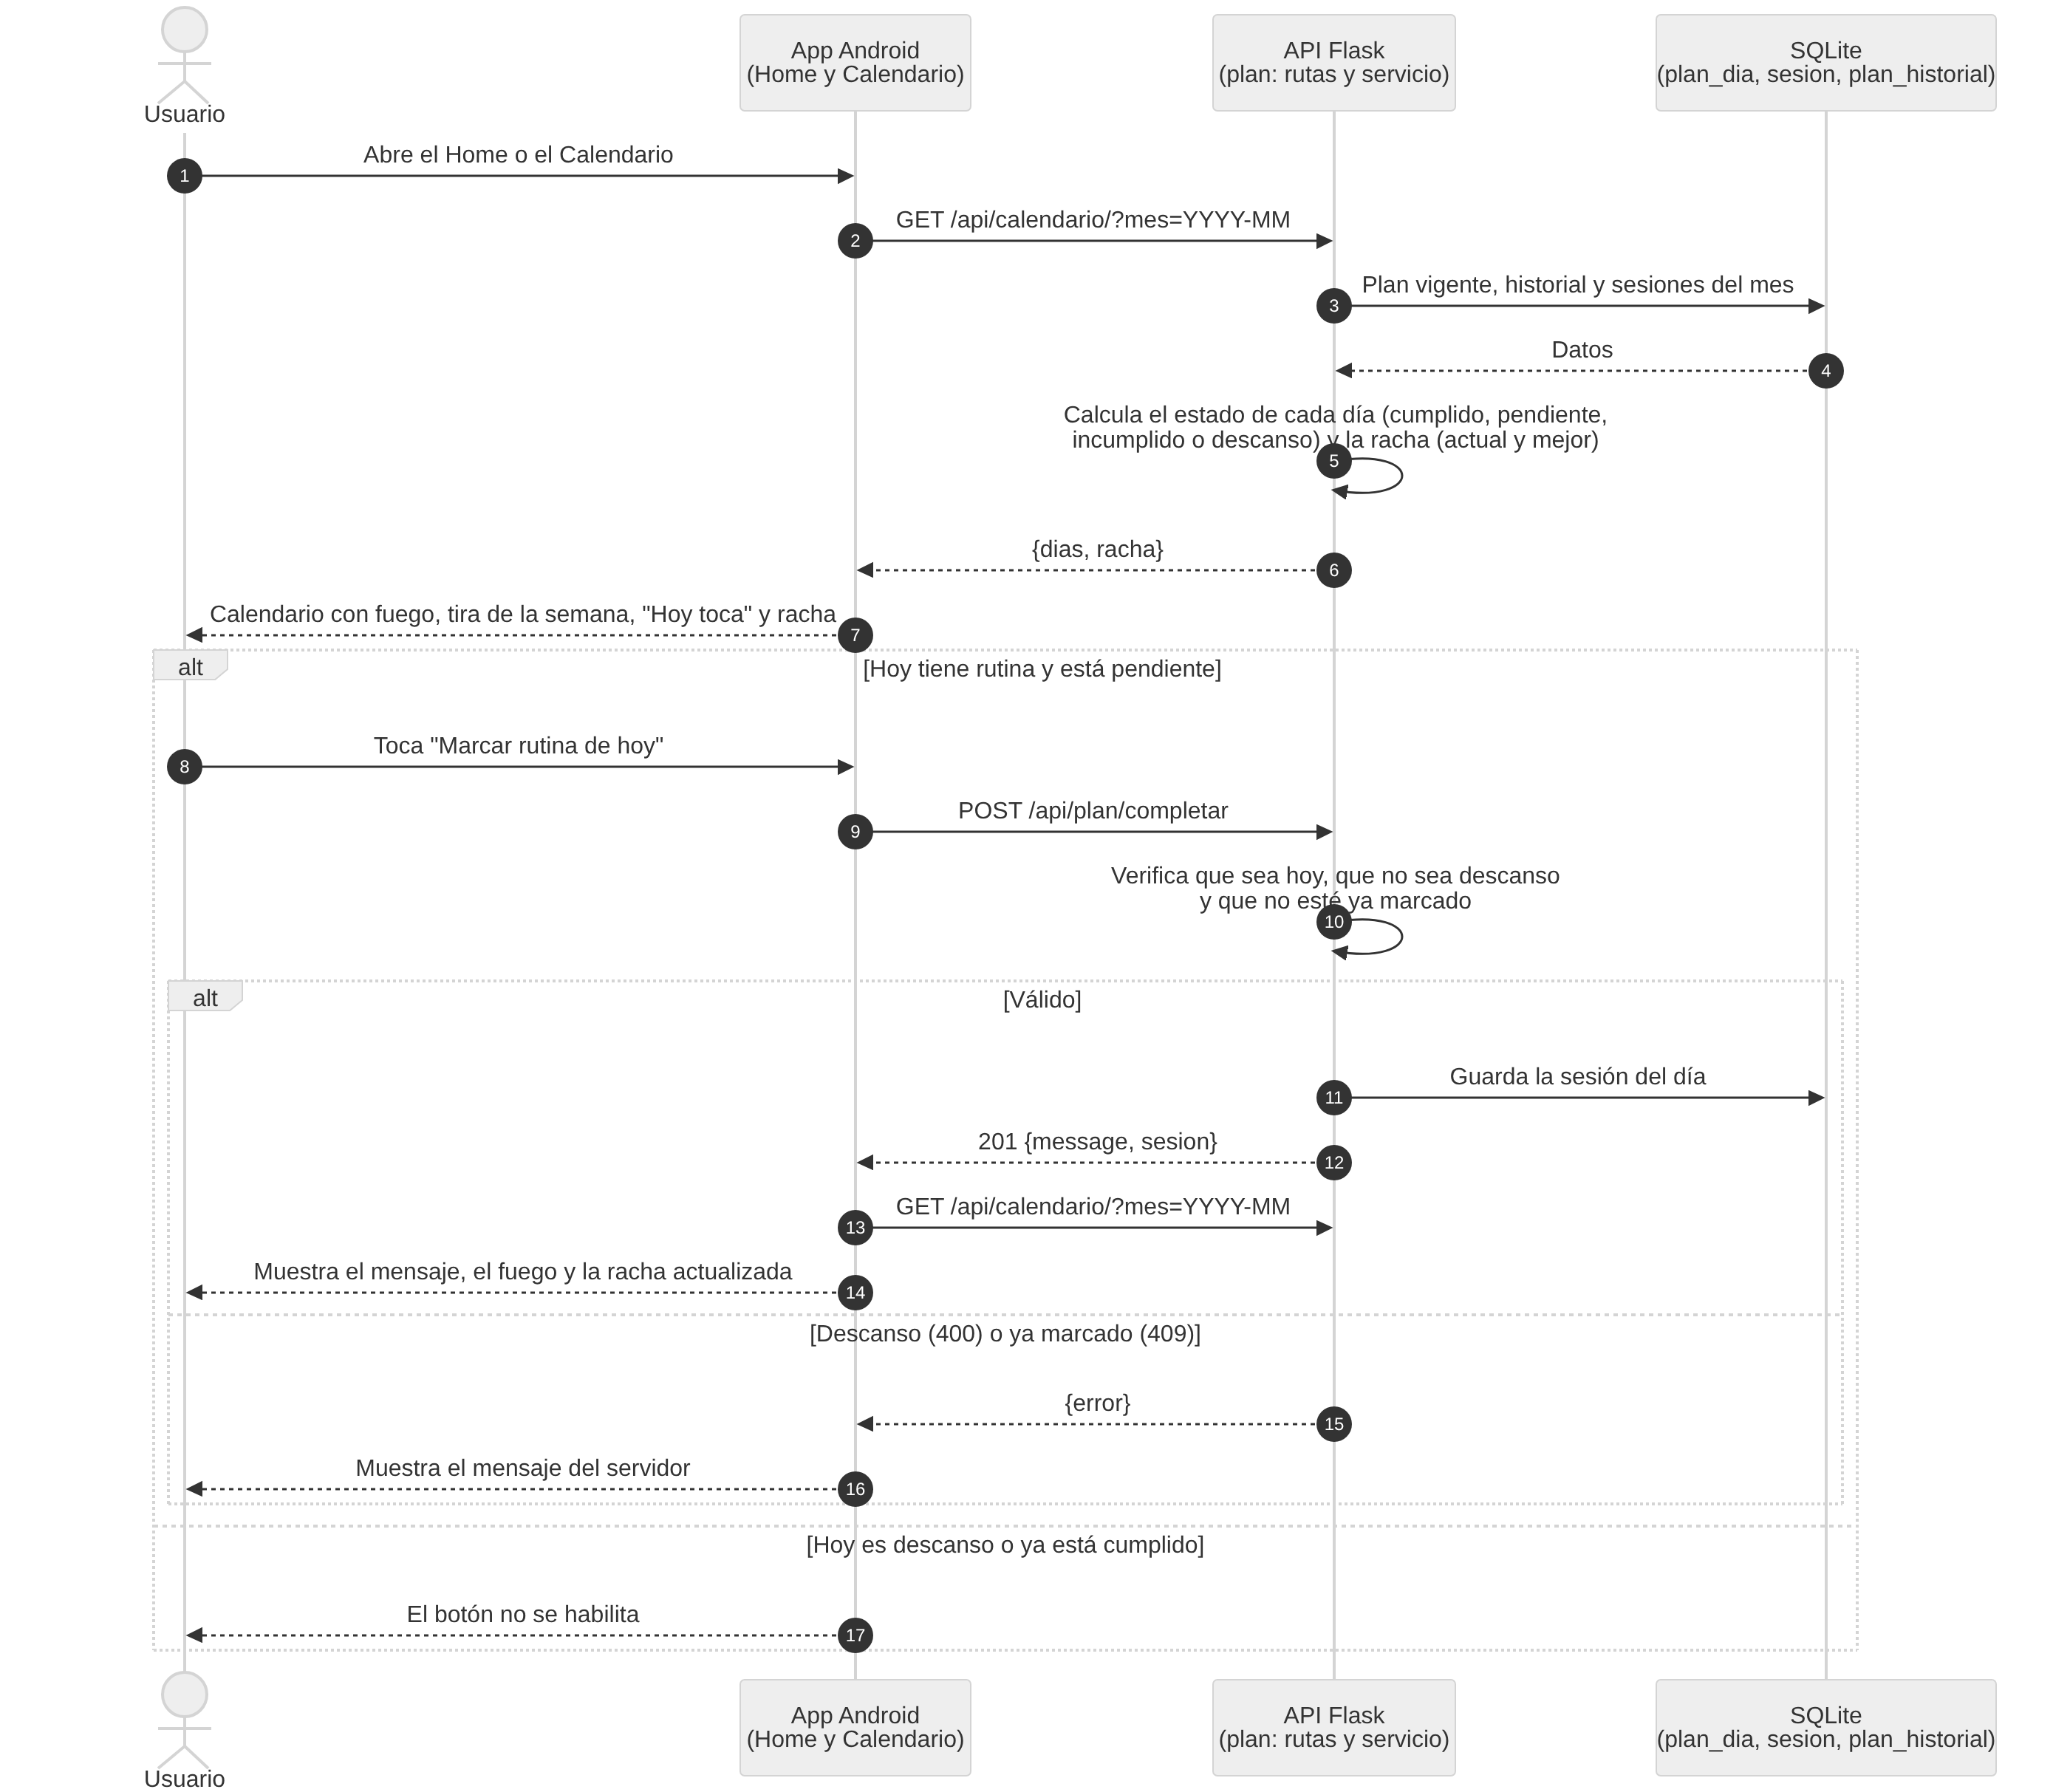 App Android
(Home y Calendario)
API Flask
(plan: rutas y servicio)
SQLite
(plan_dia, sesion, plan_historial)
Usuario
Abre el Home o el Calendario
1
GET /api/calendario/?mes=YYYY-MM
2
Plan vigente, historial y sesiones del mes
3
Datos
4
Calcula el estado de cada día (cumplido, pendiente,
incumplido o descanso) y la racha (actual y mejor)
5
{dias, racha}
6
Calendario con fuego, tira de la semana, "Hoy toca" y racha
7
alt
[Hoy tiene rutina y está pendiente]
Toca "Marcar rutina de hoy"
8
POST /api/plan/completar
9
Verifica que sea hoy, que no sea descanso
y que no esté ya marcado
10
alt
[Válido]
Guarda la sesión del día
11
201 {message, sesion}
12
GET /api/calendario/?mes=YYYY-MM
13
Muestra el mensaje, el fuego y la racha actualizada
14
[Descanso (400) o ya marcado (409)]
{error}
15
Muestra el mensaje del servidor
16
[Hoy es descanso o ya está cumplido]
El botón no se habilita
17
App Android
(Home y Calendario)
API Flask
(plan: rutas y servicio)
SQLite
(plan_dia, sesion, plan_historial)
Usuario